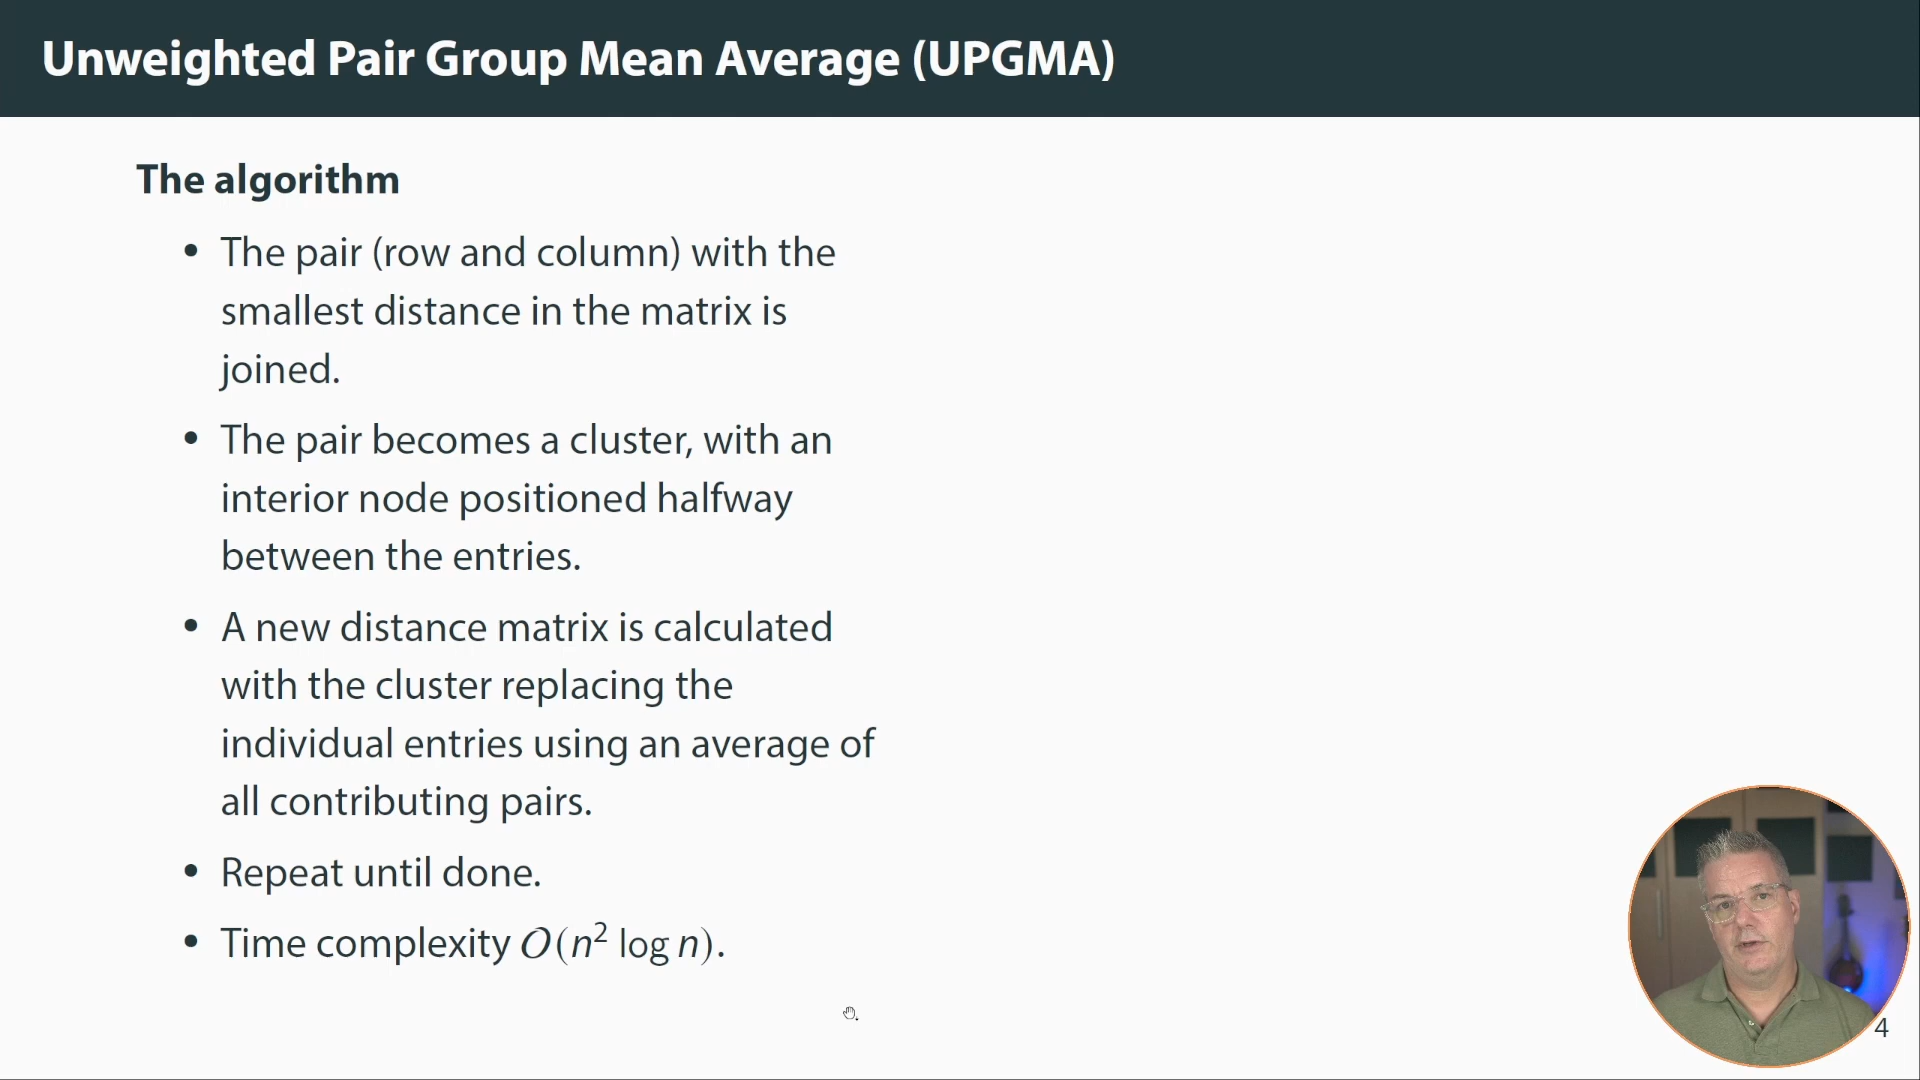 Unweighted Pair Group Mean Average (UPGMA)
The algorithm
• The pair (row and column) with the
smallest distance in the matrix is
joined.
• The pair becomes a cluster, with an
interior node positioned halfway
between the entries.
• A new distance matrix is calculated
with the cluster replacing the
individual entries using an average of
all contributing pairs.
• Repeat until done.
• Time complexity O(n² log n).
4